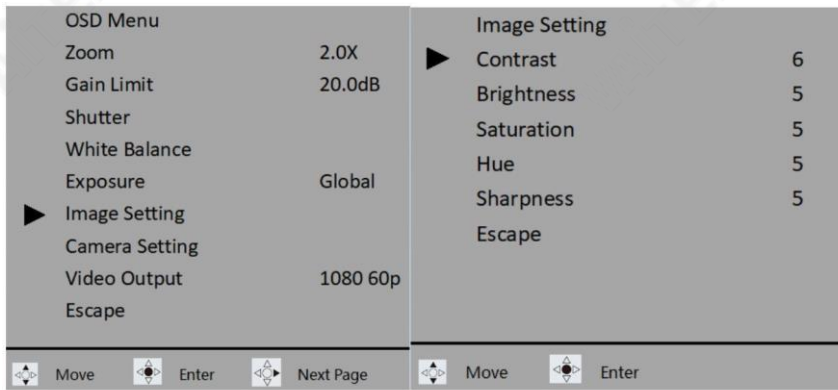 OSD Menu
Zoom 2.0X
Gain Limit 20.0dB
Shutter
White Balance
Exposure Global
Image Setting
Camera Setting
Video Output 1080 60p
Escape
Move Enter Next Page
Image Setting
Contrast 6
Brightness 5
Saturation 5
Hue 5
Sharpness 5
Escape
Move Enter